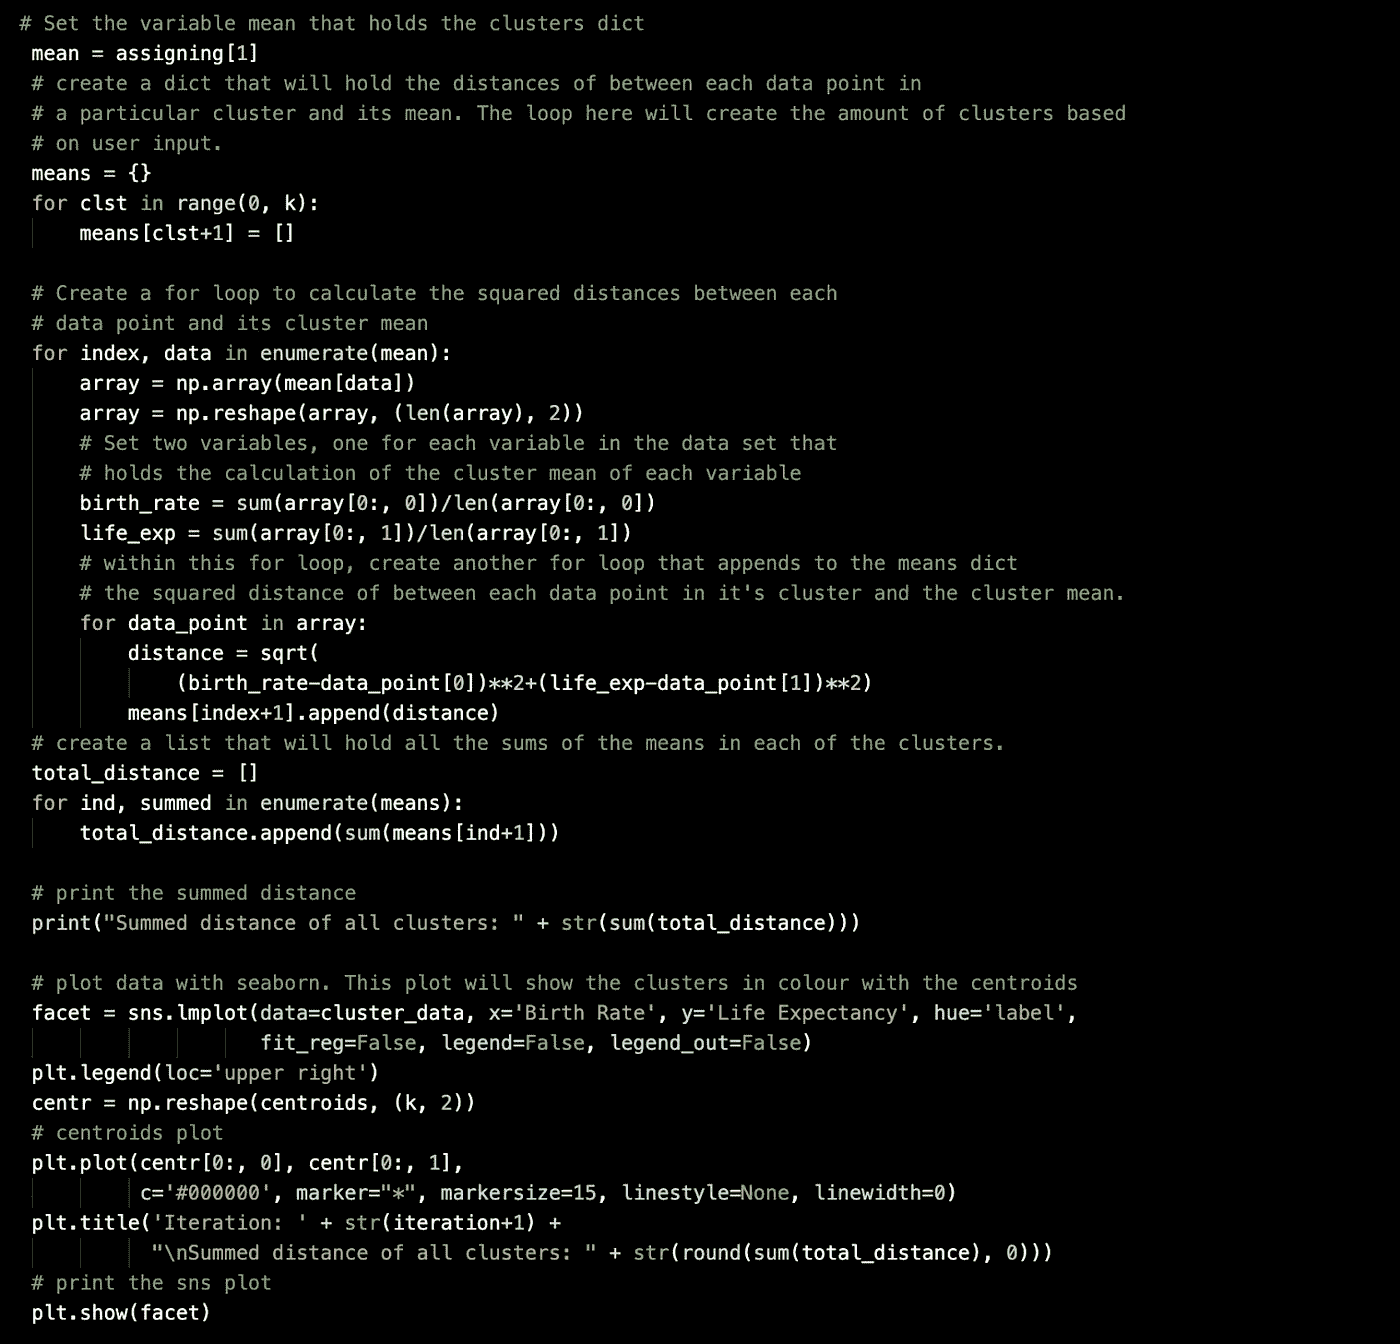 # Set the variable mean that holds the clusters dict
mean = assigning[1]
# create a dict that will hold the distances of between each data point in
# a particular cluster and its mean. The loop here will create the amount of clusters based
# on user input.
means = {}
for clst in range(0, k):
    means[clst+1] = []

# Create a for loop to calculate the squared distances between each
# data point and its cluster mean
for index, data in enumerate(mean):
    array = np.array(mean[data])
    array = np.reshape(array, (len(array), 2))
    # Set two variables, one for each variable in the data set that
    # holds the calculation of the cluster mean of each variable
    birth_rate = sum(array[0:, 0])/len(array[0:, 0])
    life_exp = sum(array[0:, 1])/len(array[0:, 1])
    # within this for loop, create another for loop that appends to the means dict
    # the squared distance of between each data point in it's cluster and the cluster mean.
    for data_point in array:
        distance = sqrt(
            (birth_rate-data_point[0])**2+(life_exp-data_point[1])**2)
        means[index+1].append(distance)
# create a list that will hold all the sums of the means in each of the clusters.
total_distance = []
for ind, summed in enumerate(means):
    total_distance.append(sum(means[ind+1]))

# print the summed distance
print("Summed distance of all clusters: " + str(sum(total_distance)))

# plot data with seaborn. This plot will show the clusters in colour with the centroids
facet = sns.lmplot(data=cluster_data, x='Birth Rate', y='Life Expectancy', hue='label',
                   fit_reg=False, legend=False, legend_out=False)
plt.legend(loc='upper right')
centr = np.reshape(centroids, (k, 2))
# centroids plot
plt.plot(centr[0:, 0], centr[0:, 1],
         c='#000000', marker="*", markersize=15, linestyle=None, linewidth=0)
plt.title('Iteration: ' + str(iteration+1) +
          "\nSummed distance of all clusters: " + str(round(sum(total_distance), 0)))
# print the sns plot
plt.show(facet)